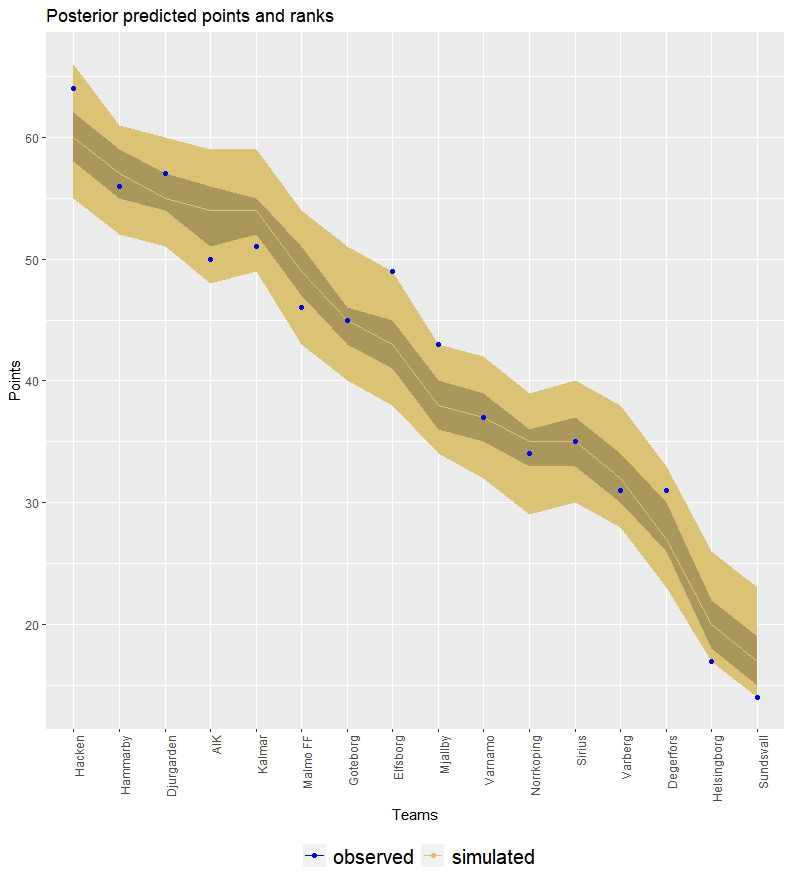 Posterior predicted points and ranks
Points
60
50
40
30
20
Hacken
Hammarby
Djurgarden
AIK
Kalmar
Malmo FF
Goteborg
Elfsborg
Mjallby
Varnamo
Norrkoping
Sirius
Varberg
Degerfors
Helsingborg
Sundsvall
Teams
observed simulated